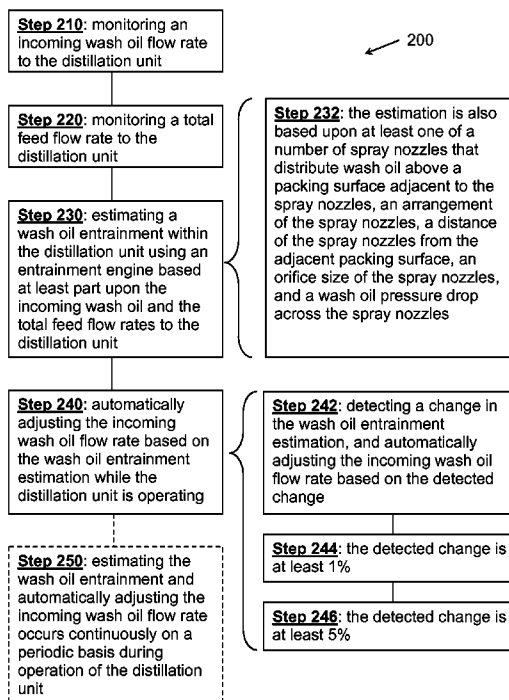 Step 210: monitoring an
incoming wash oil flow rate
to the distillation unit
200
Step 220: monitoring a total
feed flow rate to the
distillation unit
Step 230: estimating a
wash oil entrainment within
the distillation unit using an
entrainment engine based
at least part upon the
incoming wash oil and the
total feed flow rates to the
distillation unit
Step 232: the estimation is also
based upon at least one of a
number of spray nozzles that
distribute wash oil above a
packing surface adjacent to the
spray nozzles, an arrangement
of the spray nozzles, a distance
of the spray nozzles from the
adjacent packing surface, an
orifice size of the spray nozzles,
and a wash oil pressure drop
across the spray nozzles
Step 240: automatically
adjusting the incoming
wash oil flow rate based on
the wash oil entrainment
estimation while the
distillation unit is operating
Step 242: detecting a change in
the wash oil entrainment
estimation, and automatically
adjusting the incoming wash oil
flow rate based on the detected
change
Step 244: the detected change is
at least 1%
Step 246: the detected change is
at least 5%
Step 250: estimating the
wash oil entrainment and
automatically adjusting the
incoming wash oil flow rate
occurs continuously on a
periodic basis during
operation of the distillation
unit